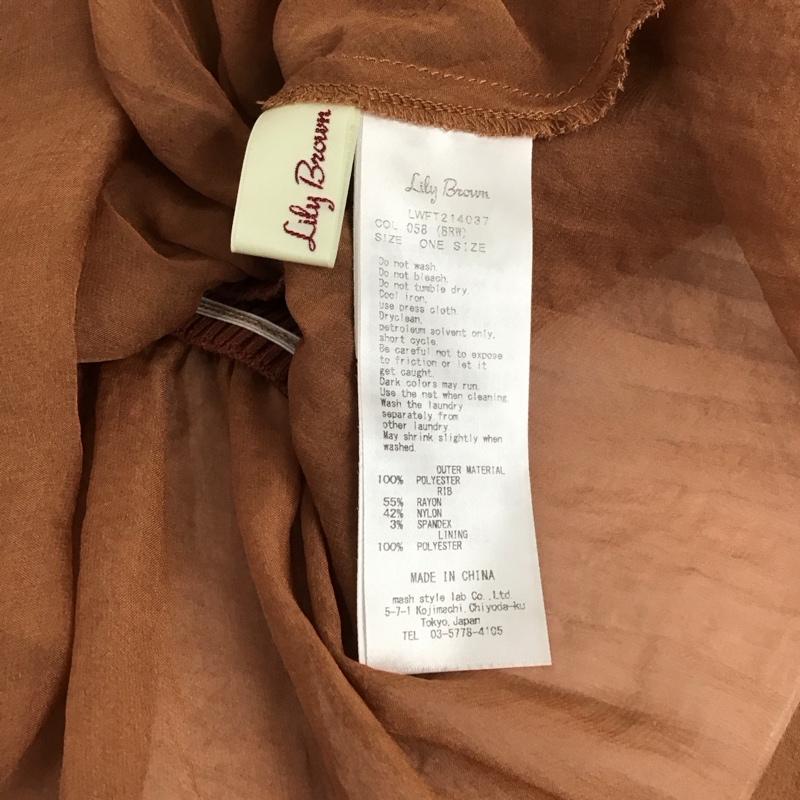 Lily Brown
Lily Brown
LWFT214037
COL 058 (BRW)
SIZE ONE SIZE
Do not wash.
Do not bleach.
Do not tumble dry.
Cool iron.
Use press cloth.
Dryclean,
petroleum solvent only,
short cycle.
Be careful not to expose
to friction or let it
get caught.
Dark colors may run.
Use the net when cleaning.
Wash the laundry
separately from
other laundry.
May shrink slightly when
washed.
OUTER MATERIAL
100% POLYESTER
RIB
55% RAYON
42% NYLON
3% SPANDEX
LINING
100% POLYESTER
MADE IN CHINA
mash style lab Co.,Ltd.
5-7-1 Kojimachi,Chiyoda-ku
Tokyo,Japan
TEL 03-5778-4105